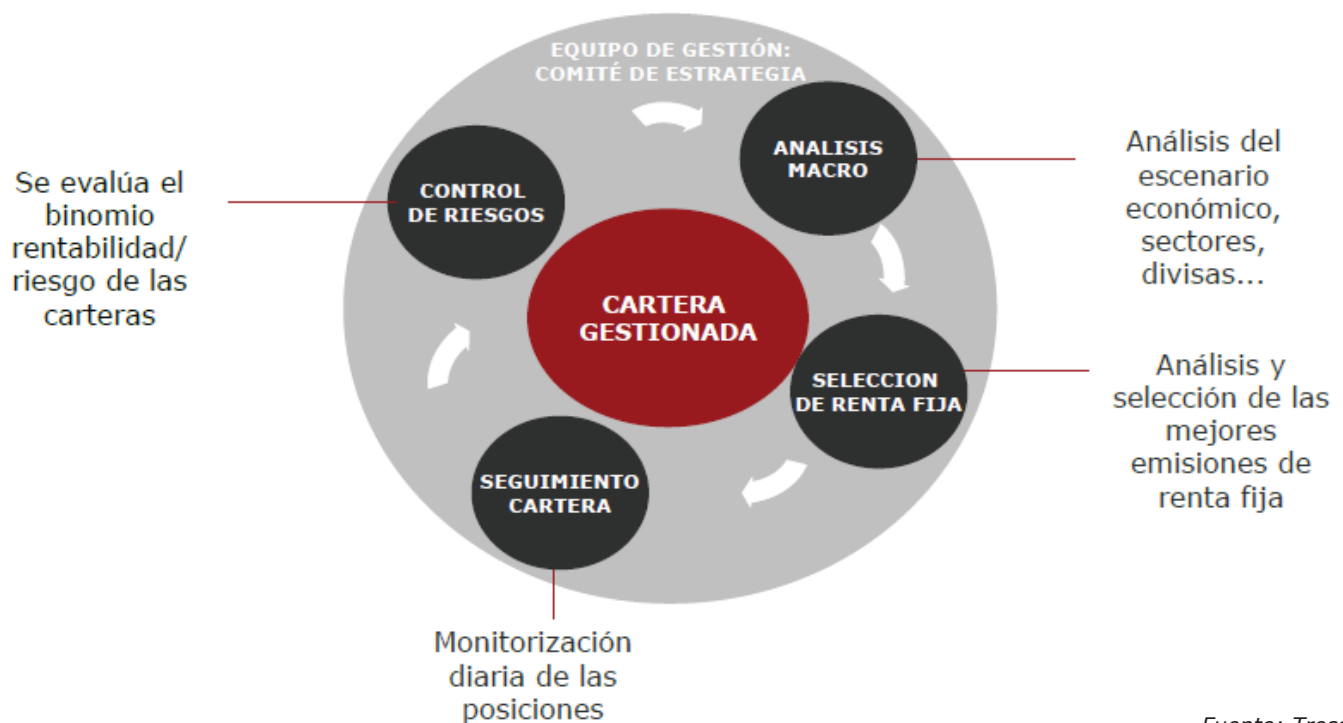 EQUIPO DE GESTIÓN:
COMITÉ DE ESTRATEGIA
ANALISIS
MACRO
Análisis del
escenario
económico,
sectores,
divisas...
CONTROL
DE RIESGOS
Se evalúa el
binomio
rentabilidad/
riesgo de las
carteras
CARTERA
GESTIONADA
SELECCION
DE RENTA FIJA
Análisis y
selección de las
mejores
emisiones de
renta fija
SEGUIMIENTO
CARTERA
Monitorización
diaria de las
posiciones
Fuente: